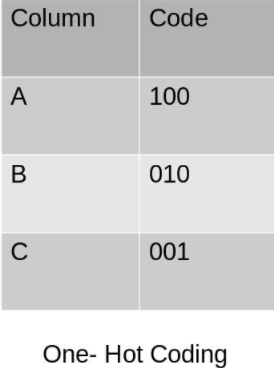 Column Code
A 100
B 010
C 001
One- Hot Coding